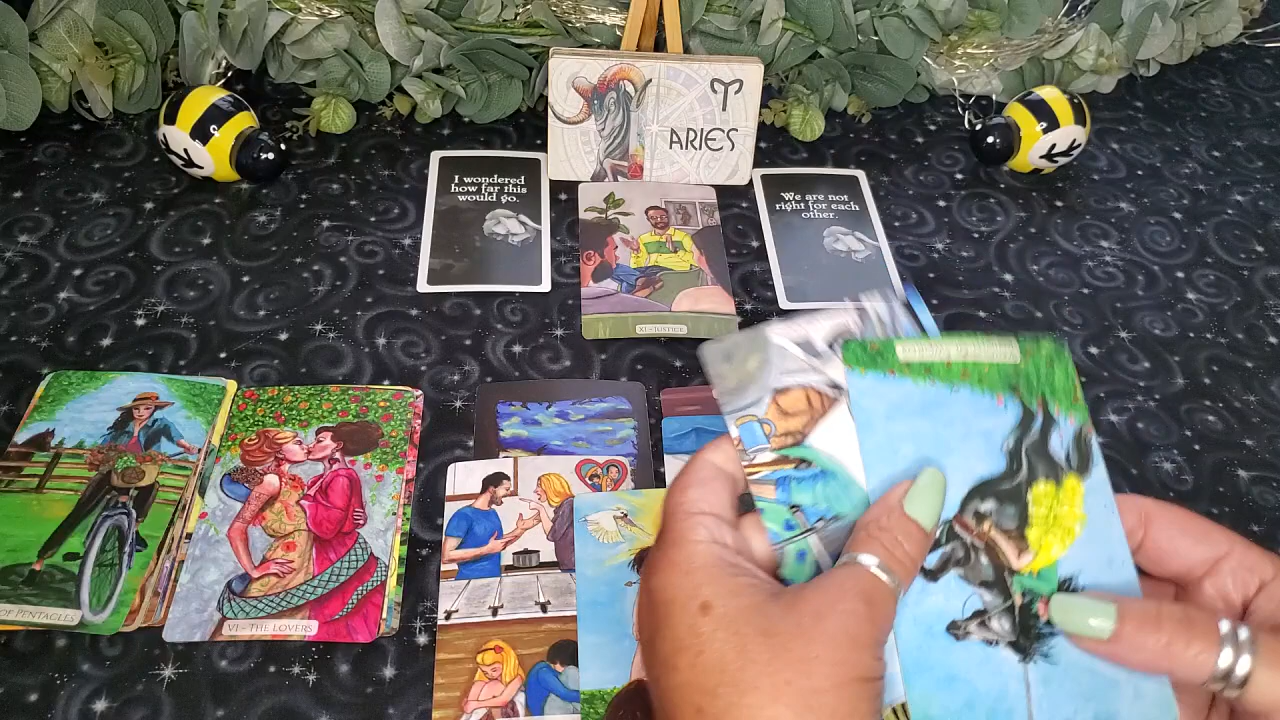 ARIES
I wondered
how far this
would go.
We are not
right for each
other.
XI - JUSTICE
OF PENTACLES
VI - THE LOVERS